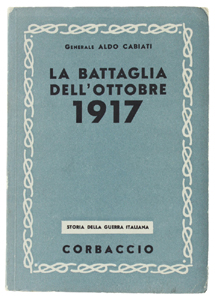 GENERALE ALDO CABIATI
LA BATTAGLIA
DELL'OTTOBRE
1917
STORIA DELLA GUERRA ITALIANA
CORBACCIO